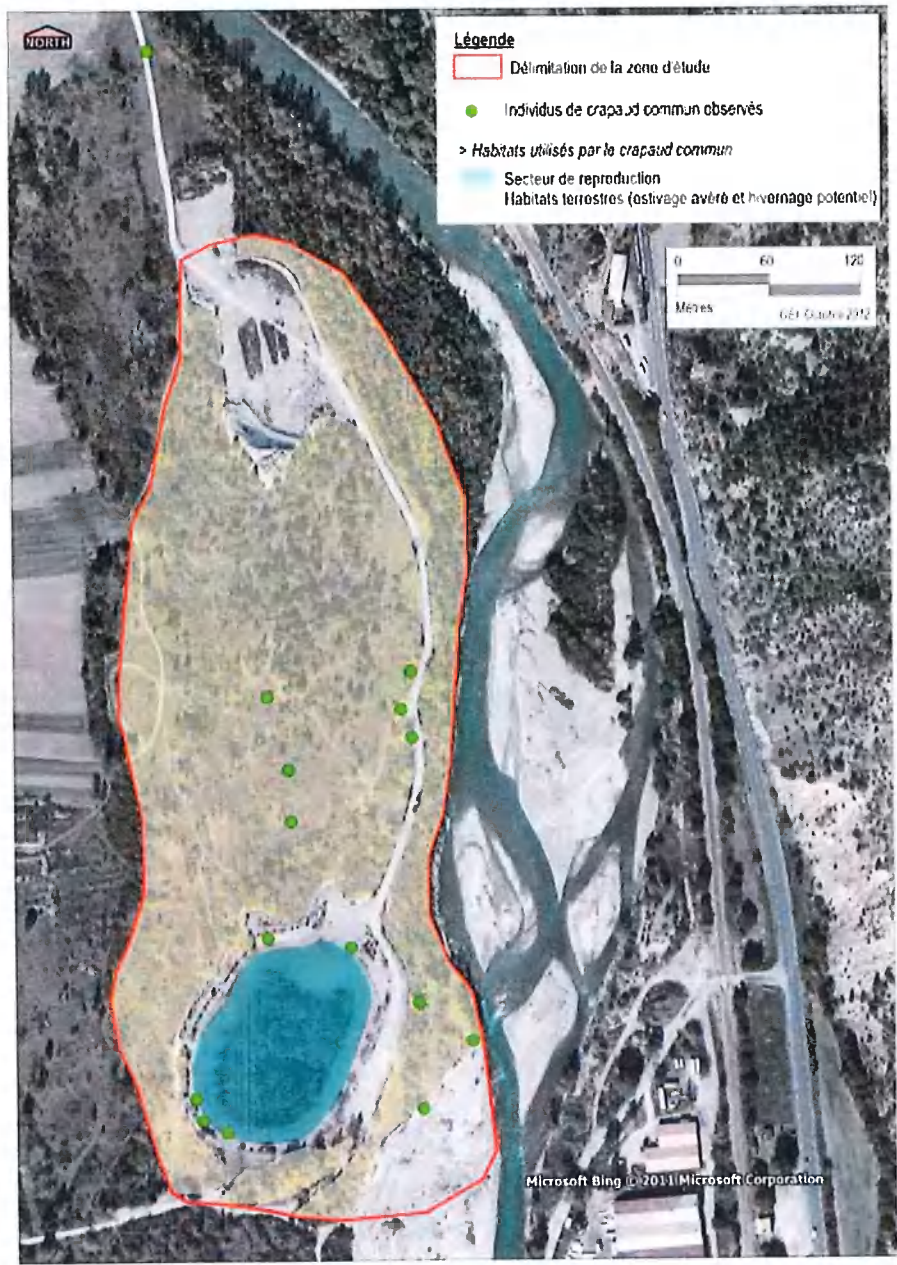 NORTH
Légende
Délimitation de la zone d'étude
Individus de crapaud commun observés
> Habitats utilisés par le crapaud commun
Secteur de reproduction
Habitats terrestres (estivage avéré et hivernage potentiel)
0 60 120
Mètres
2012
Microsoft Bing © 2011 Microsoft Corporation